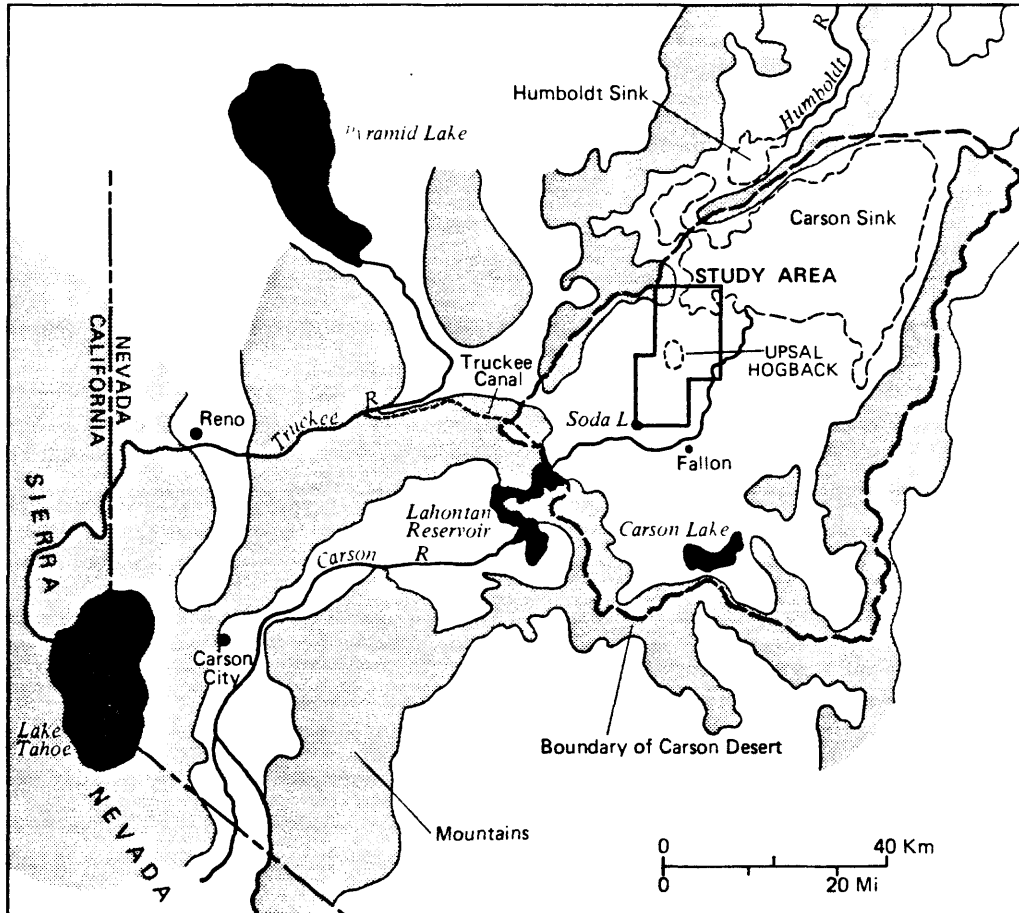 Humboldt Sink
Humboldt
R
Pyramid Lake
Carson Sink
STUDY AREA
NEVADA
CALIFORNIA
Truckee
Canal
UPSAL
HOGBACK
Reno
Truckee
R
Soda L
Fallon
SIERRA
NEVADA
Lahontan
Reservoir
Carson Lake
Carson
R
Carson
City
Lake
Tahoe
Boundary of Carson Desert
Mountains
0 40 Km
0 20 Mi